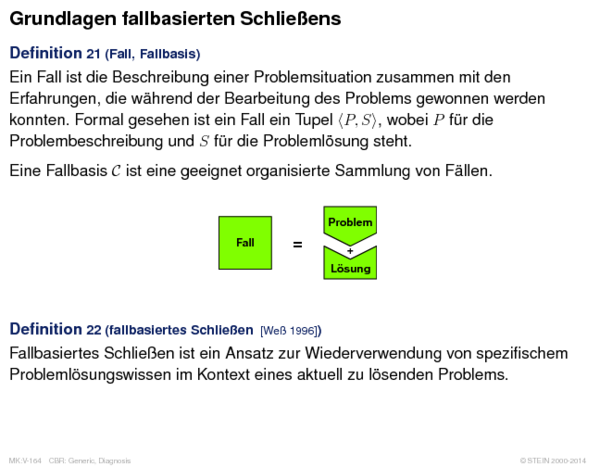 Grundlagen fallbasierten Schließens
Definition 21 (Fall, Fallbasis)
Ein Fall ist die Beschreibung einer Problemsituation zusammen mit den
Erfahrungen, die während der Bearbeitung des Problems gewonnen werden
konnten. Formal gesehen ist ein Fall ein Tupel ⟨P, S⟩, wobei P für die
Problembeschreibung und S für die Problemlösung steht.
Eine Fallbasis 𝒞 ist eine geeignet organisierte Sammlung von Fällen.
Fall
=
Problem
+
Lösung
Definition 22 (fallbasiertes Schließen [Weß 1996])
Fallbasiertes Schließen ist ein Ansatz zur Wiederverwendung von spezifischem
Problemlösungswissen im Kontext eines aktuell zu lösenden Problems.
MK:V-164 CBR: Generic, Diagnosis
© STEIN 2000-2014